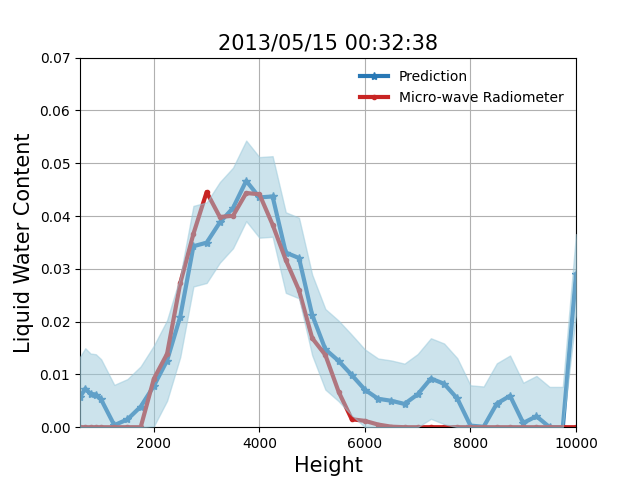 2013/05/15 00:32:38
Prediction
Micro-wave Radiometer
Liquid Water Content
0.07
0.06
0.05
0.04
0.03
0.02
0.01
0.00
2000 4000 6000 8000 10000
Height